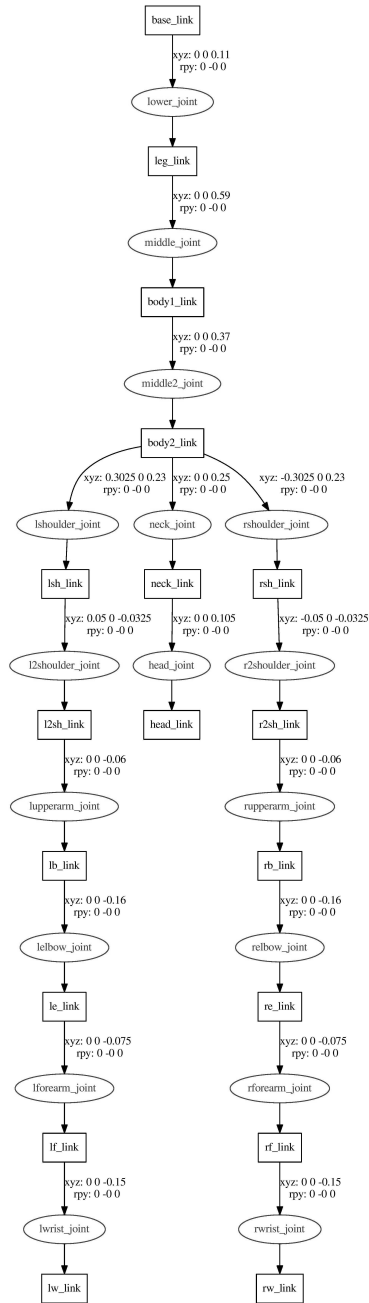 base_link
xyz: 0 0 0.11
rpy: 0 -0 0
lower_joint
leg_link
xyz: 0 0 0.59
rpy: 0 -0 0
middle_joint
body1_link
xyz: 0 0 0.37
rpy: 0 -0 0
middle2_joint
body2_link
xyz: 0.3025 0 0.23
rpy: 0 -0 0
xyz: 0 0 0.25
rpy: 0 -0 0
xyz: -0.3025 0 0.23
rpy: 0 -0 0
lshoulder_joint
neck_joint
rshoulder_joint
lsh_link
neck_link
rsh_link
xyz: 0.05 0 -0.0325
rpy: 0 -0 0
xyz: 0 0 0.105
rpy: 0 -0 0
xyz: -0.05 0 -0.0325
rpy: 0 -0 0
l2shoulder_joint
head_joint
r2shoulder_joint
l2sh_link
head_link
r2sh_link
xyz: 0 0 -0.06
rpy: 0 -0 0
xyz: 0 0 -0.06
rpy: 0 -0 0
lupperarm_joint
rupperarm_joint
lb_link
rb_link
xyz: 0 0 -0.16
rpy: 0 -0 0
xyz: 0 0 -0.16
rpy: 0 -0 0
lelbow_joint
relbow_joint
le_link
re_link
xyz: 0 0 -0.075
rpy: 0 -0 0
xyz: 0 0 -0.075
rpy: 0 -0 0
lforearm_joint
rforearm_joint
lf_link
rf_link
xyz: 0 0 -0.15
rpy: 0 -0 0
xyz: 0 0 -0.15
rpy: 0 -0 0
lwrist_joint
rwrist_joint
lw_link
rw_link